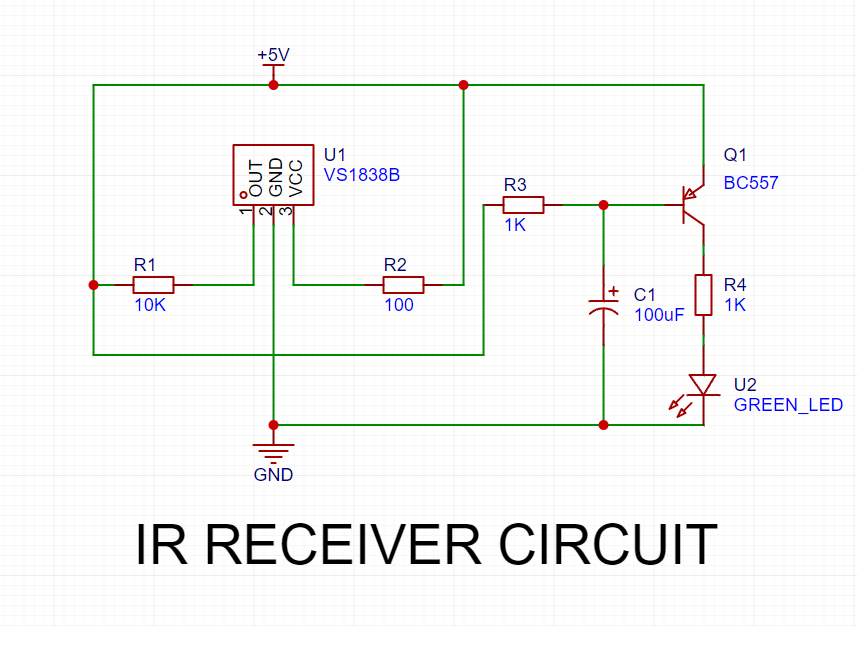 +5V
U1
VS1838B
OUT
GND
VCC
1
2
3
Q1
BC557
R3
1K
R1
10K
R2
100
C1
100uF
R4
1K
U2
GREEN_LED
GND
IR RECEIVER CIRCUIT